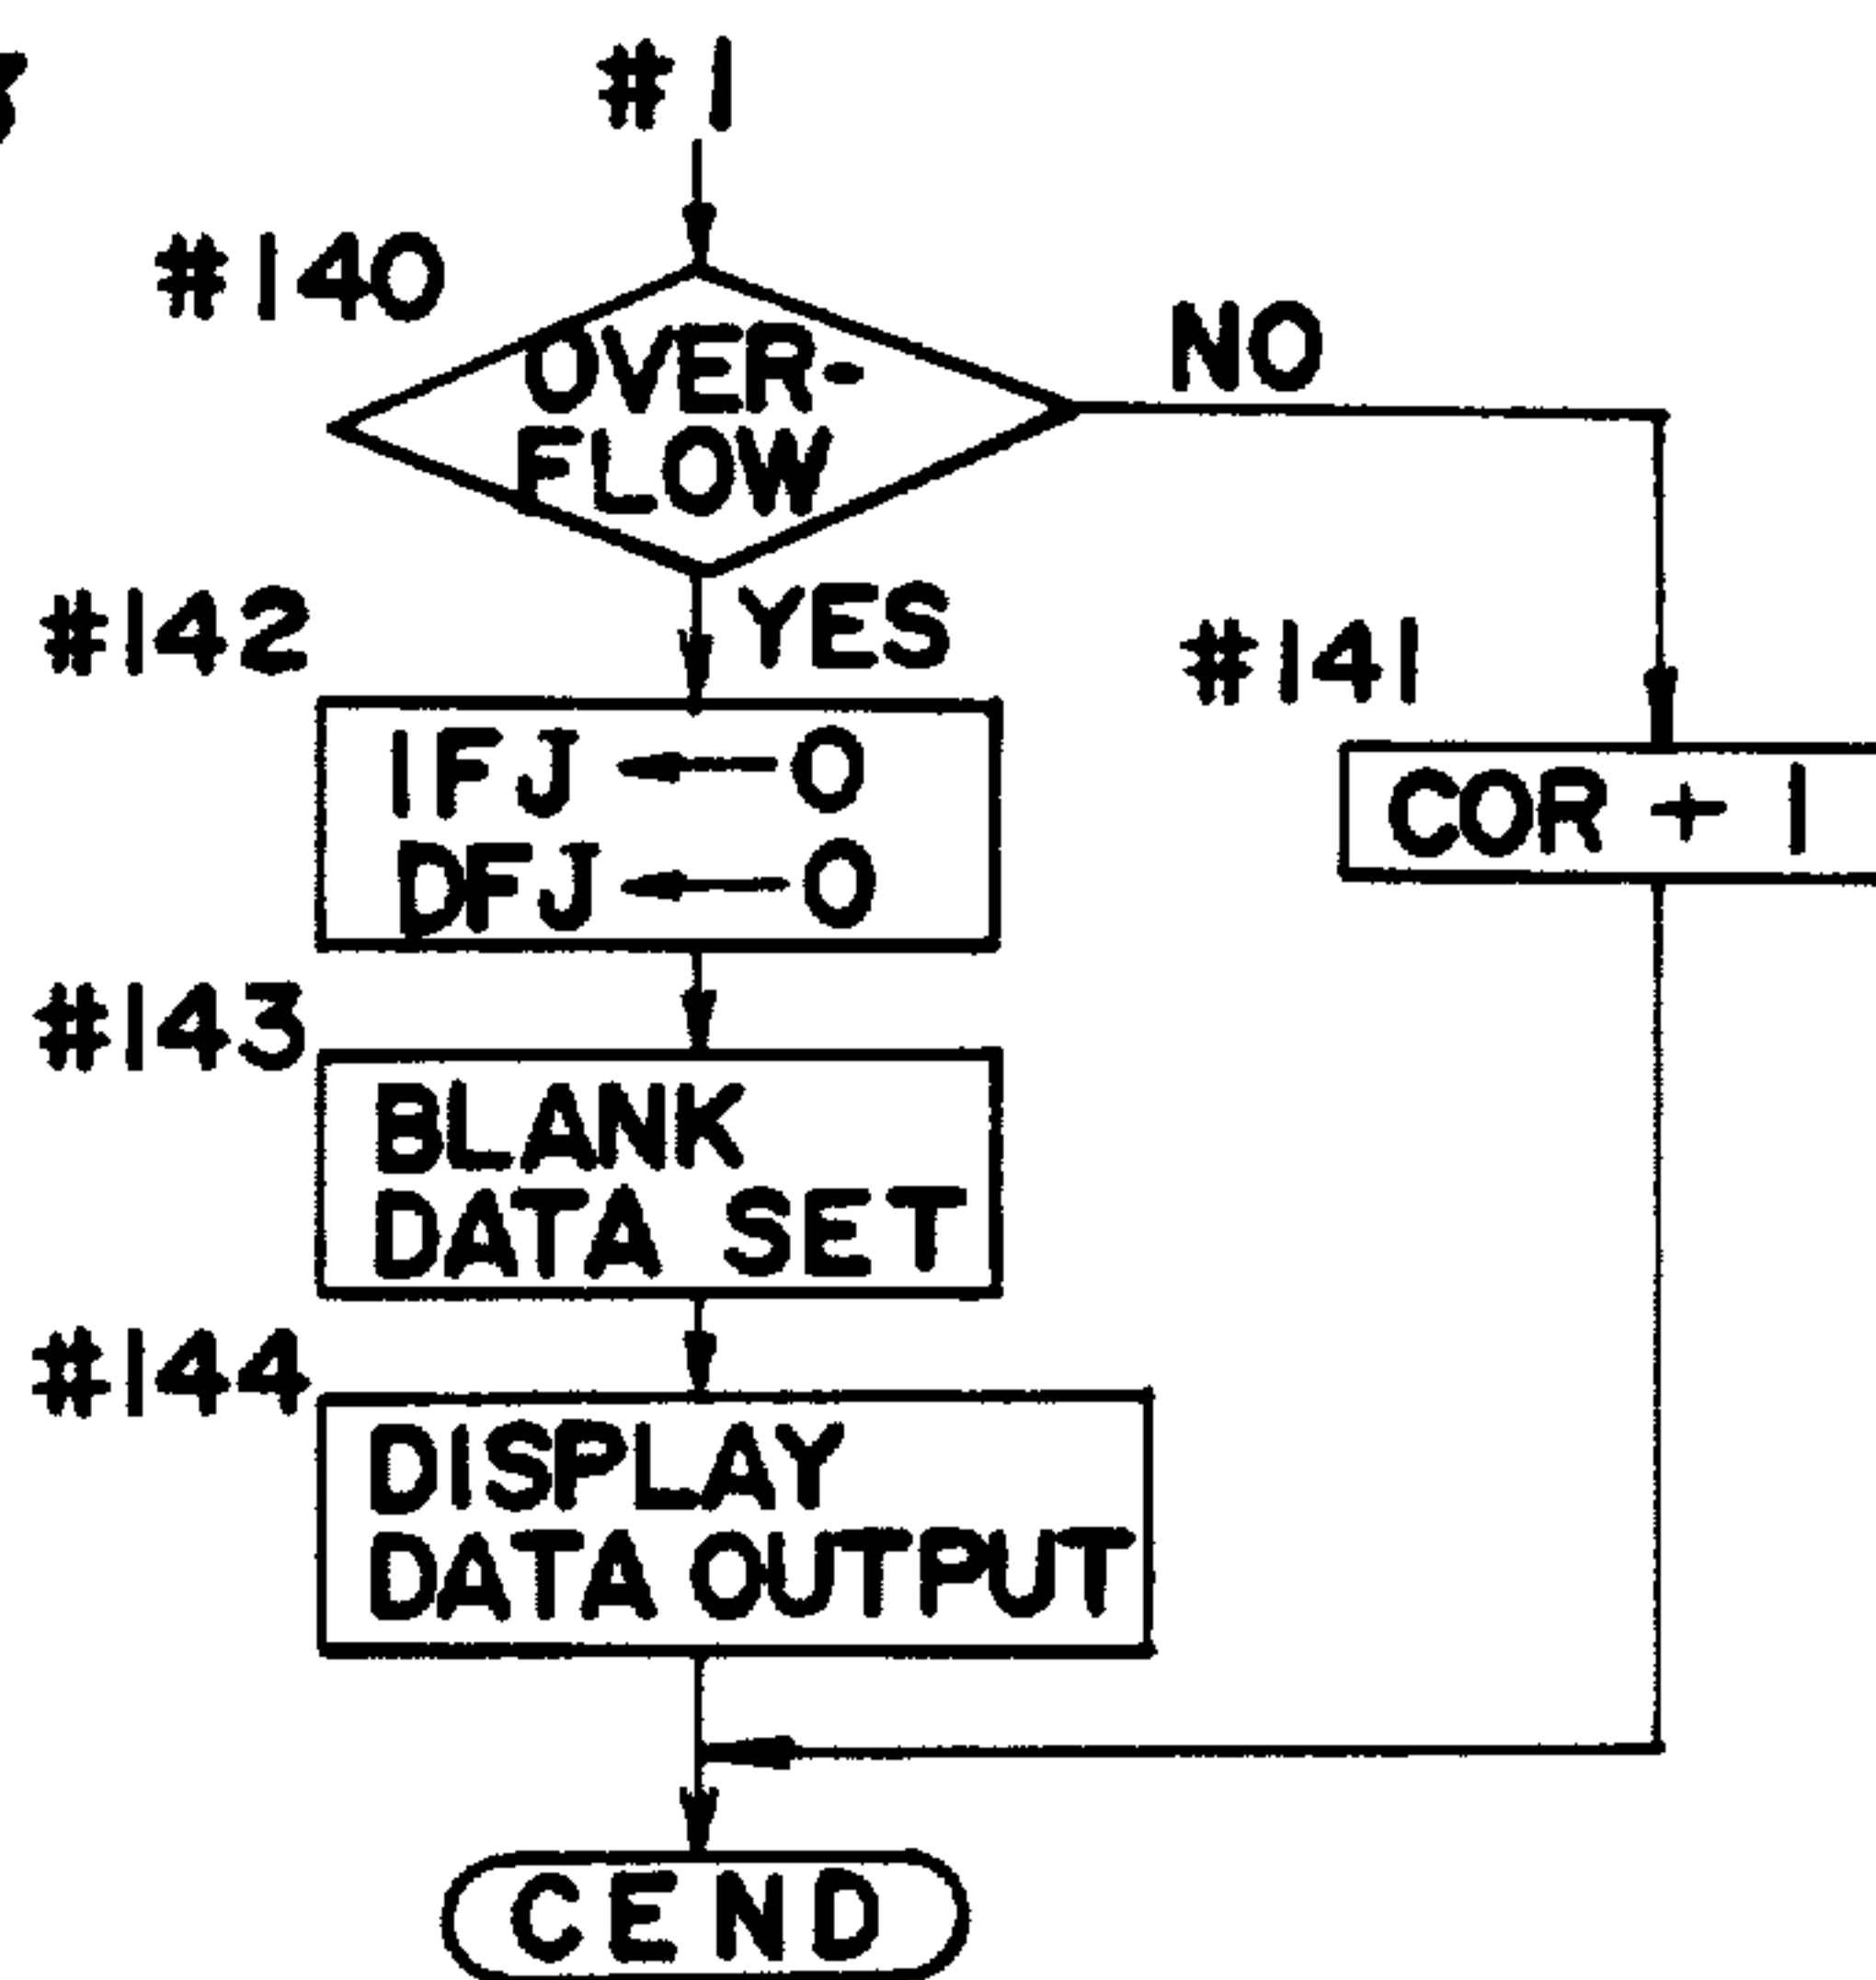 #1
#140
OVER-
FLOW
NO
YES
#142
IFJ ← 0
DFJ ← 0
#141
COR + 1
#143
BLANK
DATA SET
#144
DISPLAY
DATA OUTPUT
CEND